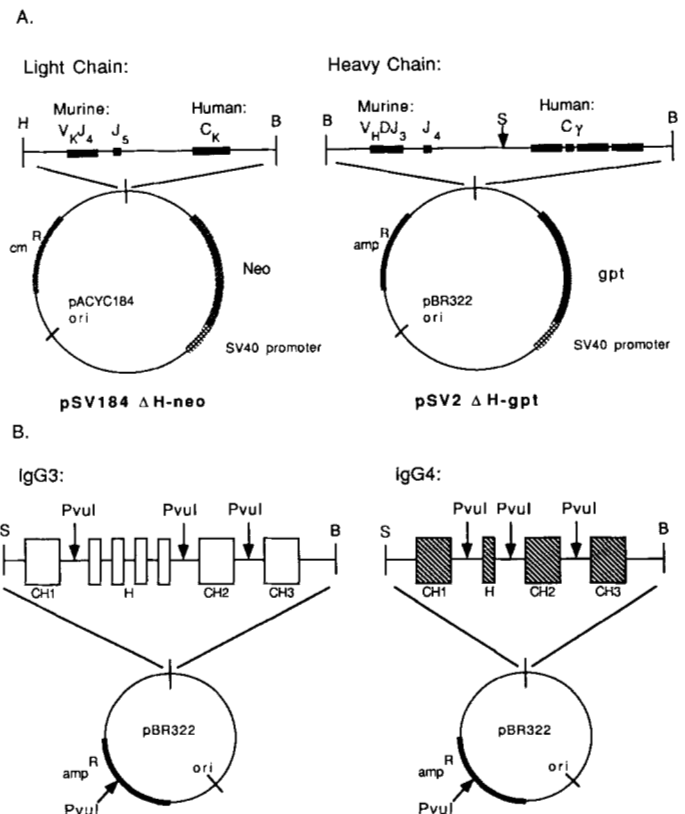 A.
Light Chain:
Heavy Chain:
Murine:
Human:
H
VKJ4
J5
CK
B
Murine:
Human:
B
VHDJ3
J4
S
Cγ
B
cm R
Neo
pACYC184
ori
SV40 promoter
pSV184 Δ H-neo
amp R
gpt
pBR322
ori
SV40 promoter
pSV2 Δ H-gpt
B.
IgG3:
PvuI
PvuI
PvuI
S
B
CH1
H
CH2
CH3
pBR322
amp R
ori
PvuI
IgG4:
PvuI
PvuI
PvuI
S
B
CH1
H
CH2
CH3
pBR322
amp R
ori
PvuI